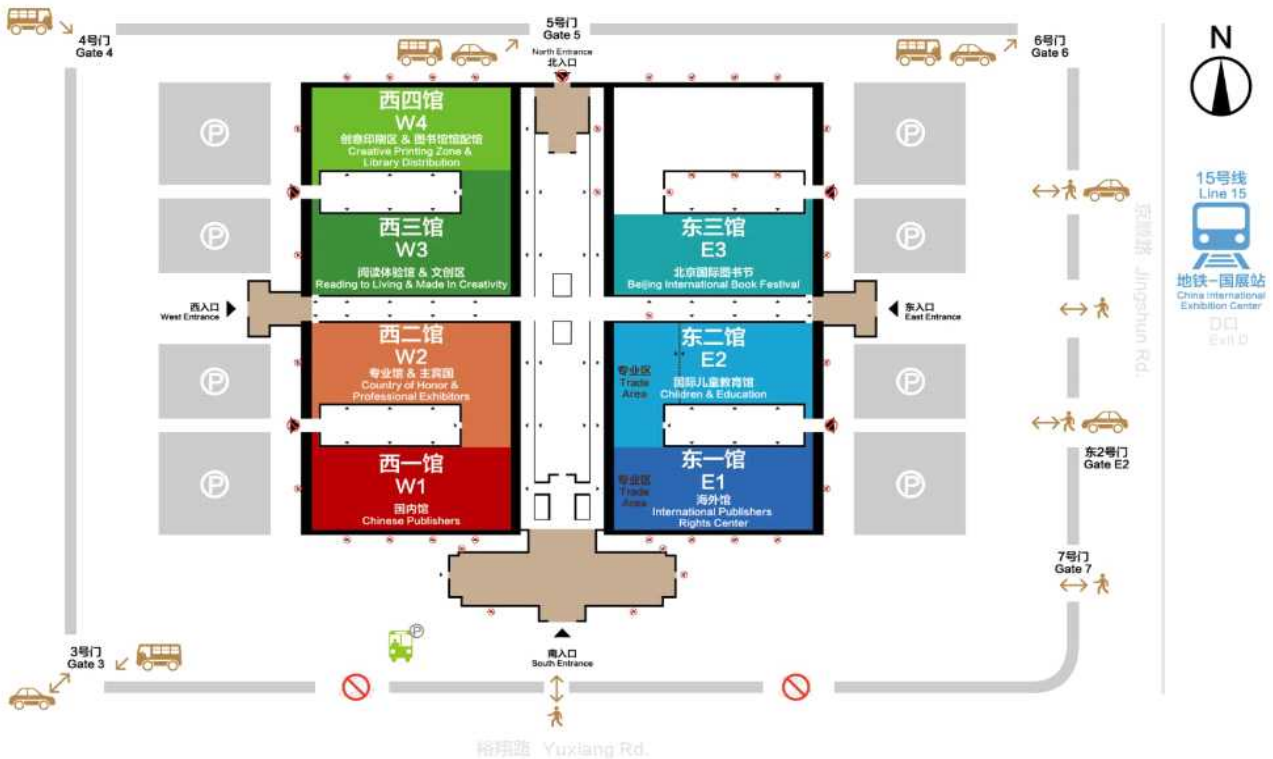 5号门
Gate 5
North Entrance
北入口
4号门
Gate 4
6号门
Gate 6
N
15号线
Line 15
地铁-国展站
China International
Exhibition Center
D口
Exit D
京顺路 Jingshun Rd.
西四馆
W4
创意印刷区 & 图书馆馆配馆
Creative Printing Zone &
Library Distribution
西三馆
W3
阅读体验馆 & 文创区
Reading to Living & Made In Creativity
东三馆
E3
北京国际图书节
Beijing International Book Festival
西入口
West Entrance
东入口
East Entrance
西二馆
W2
专业馆 & 主宾国
Country of Honor &
Professional Exhibitors
专业区
Trade
Area
东二馆
E2
国际儿童教育馆
Children & Education
西一馆
W1
国内馆
Chinese Publishers
专业区
Trade
Area
东一馆
E1
海外馆
International Publishers
Rights Center
P
P
P
P
P
P
P
P
东2号门
Gate E2
7号门
Gate 7
3号门
Gate 3
P
南入口
South Entrance
裕翔路 Yuxiang Rd.